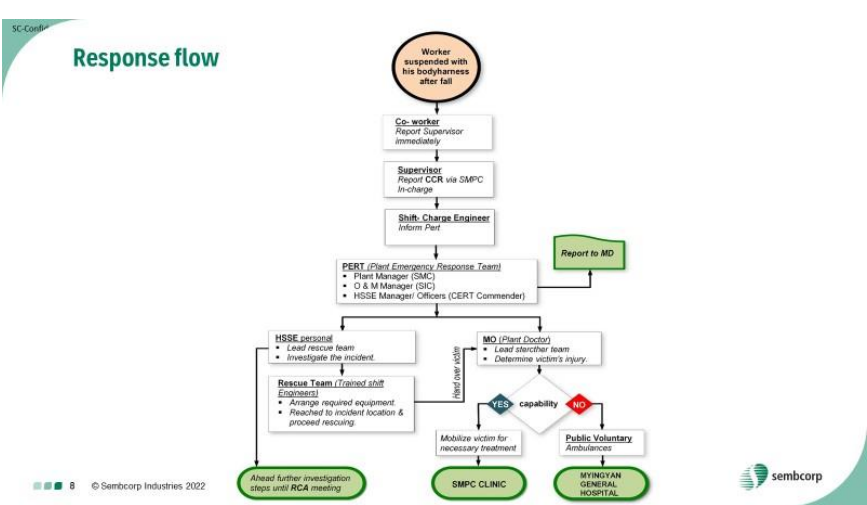 SC-Confid
Response flow
Worker
suspended with
his bodyharness
after fall
Co- worker
Report Supervisor
immediately
Supervisor
Report CCR via SMPC
In-charge
Shift- Charge Engineer
Inform Pert
Report to MD
PERT (Plant Emergency Response Team)
▪ Plant Manager (SMC)
▪ O & M Manager (SIC)
▪ HSSE Manager/ Officers (CERT Commender)
HSSE personal
▪ Lead rescue team
▪ Investigate the incident.
Hand over victim
MO (Plant Doctor)
▪ Lead stercther team
▪ Determine victim's injury.
Rescue Team (Trained shift
Engineers)
▪ Arrange required equipment.
▪ Reached to incident location &
proceed rescuing.
YES
capability
NO
Mobilize victim for
necessary treatment
Public Voluntary
Ambulances
Ahead further investigation
steps until RCA meeting
SMPC CLINIC
MYINGYAN
GENERAL
HOSPITAL
8 © Sembcorp Industries 2022
sembcorp